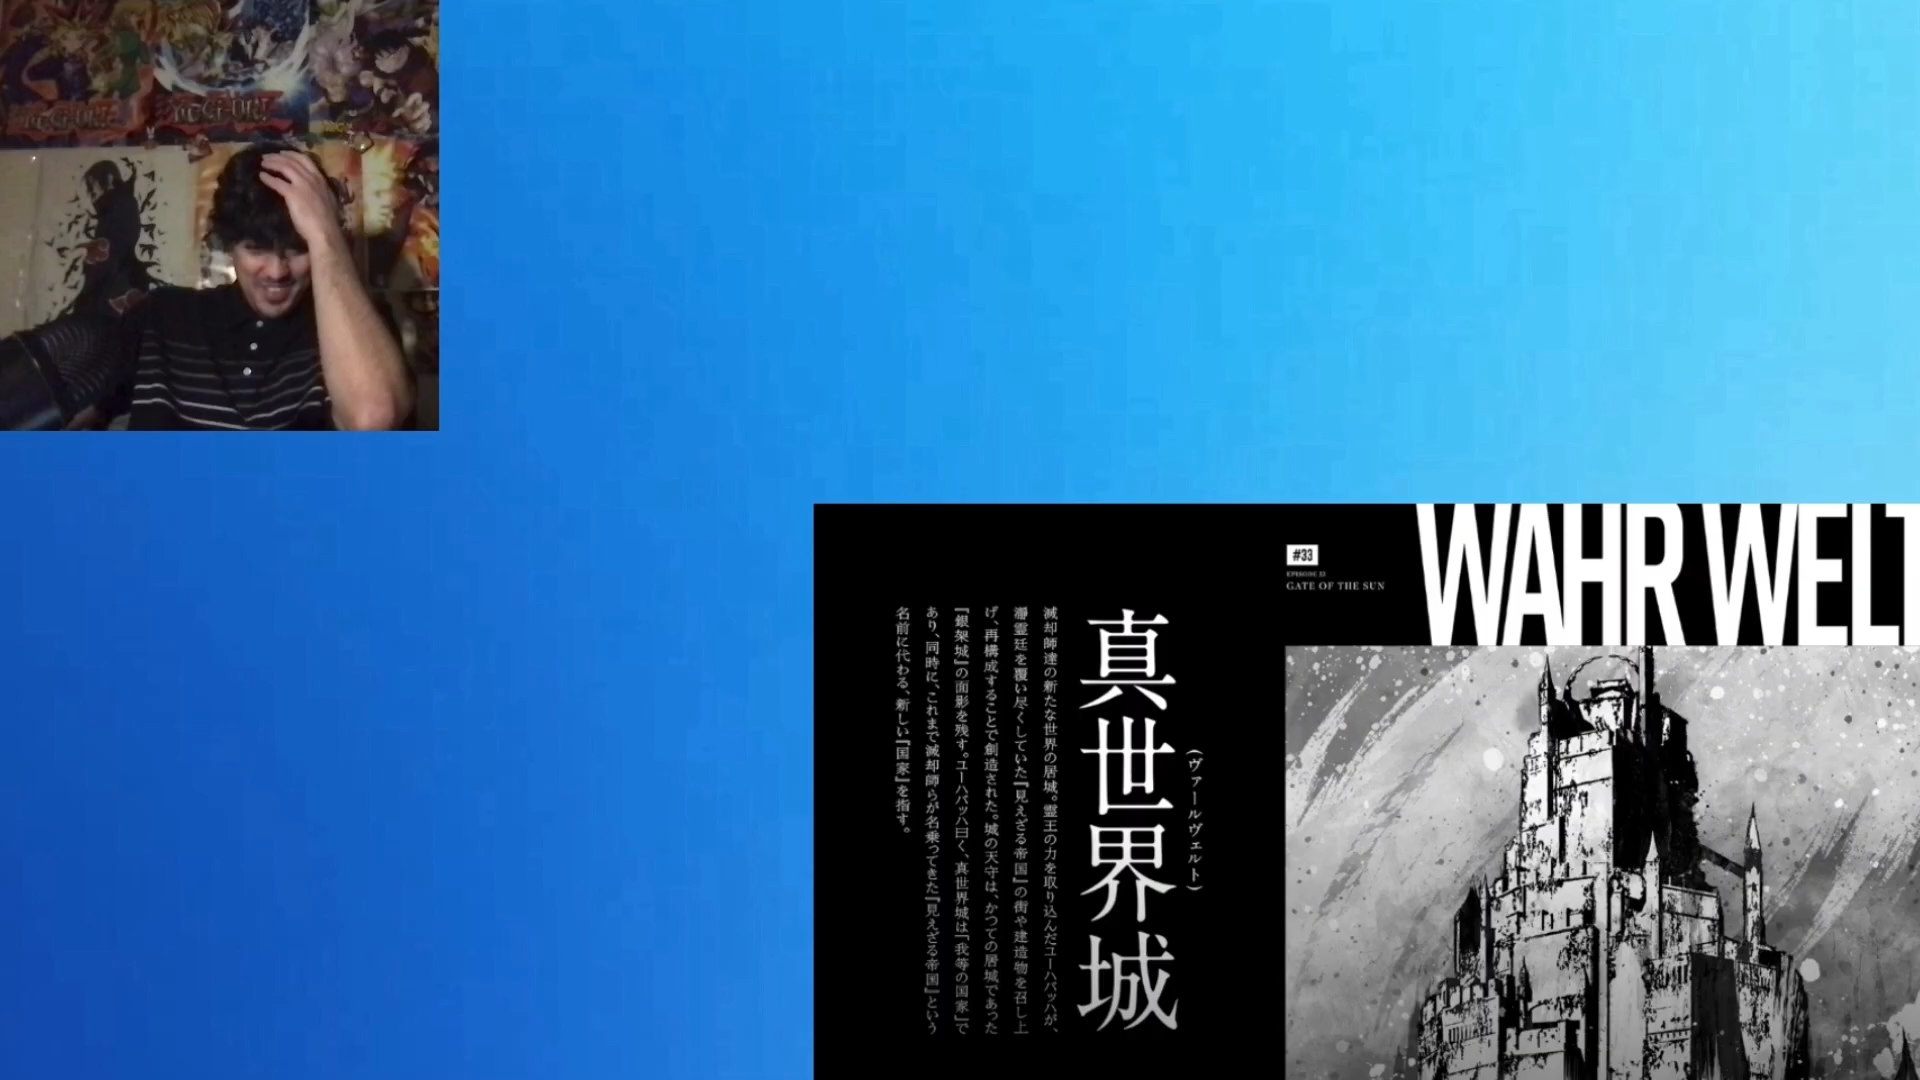 YU-GI-OH!
YU-GI-OH!
#33
EPISODE 33
GATE OF THE SUN
WAHR WELT
真世界城
(ヴァールヴェルト)
滅却師達の新たな世界の居城。霊王の力を取り込んだユーハバッハが、
瀞霊廷を覆い尽くしていた『見えざる帝国』の街や建造物を召し上
げ、再構成することで創造された。城の天守は、かつての居城であった
『銀架城』の面影を残す。ユーハバッハ曰く、真世界城は「我等の国家」で
あり、同時に、これまで滅却師らが名乗ってきた『見えざる帝国』という
名前に代わる、新しい『国家』を指す。